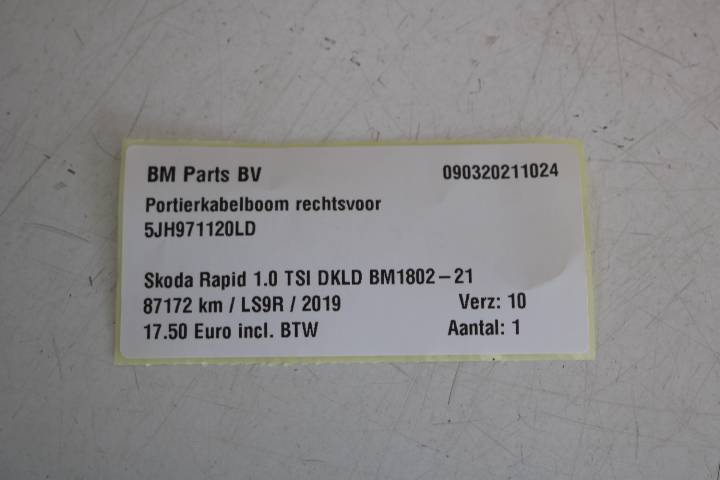 BM Parts BV 090320211024
Portierkabelboom rechtsvoor
5JH971120LD
Skoda Rapid 1.0 TSI DKLD BM1802-21
87172 km / LS9R / 2019 Verz: 10
17.50 Euro incl. BTW Aantal: 1